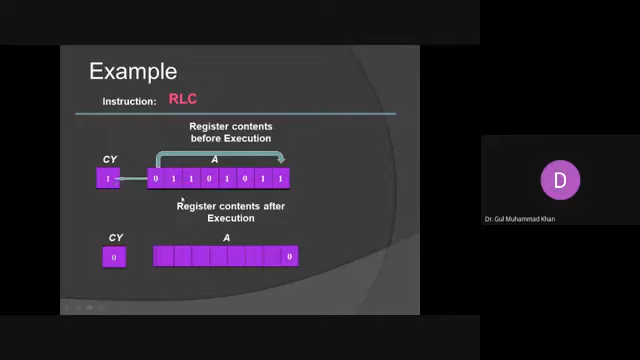 Example
Instruction: RLC
Register contents
before Execution
CY A
1 0 1 1 0 1 0 1 1
Register contents after
Execution
CY A
0 0
D
Dr. Gul Muhammad Khan